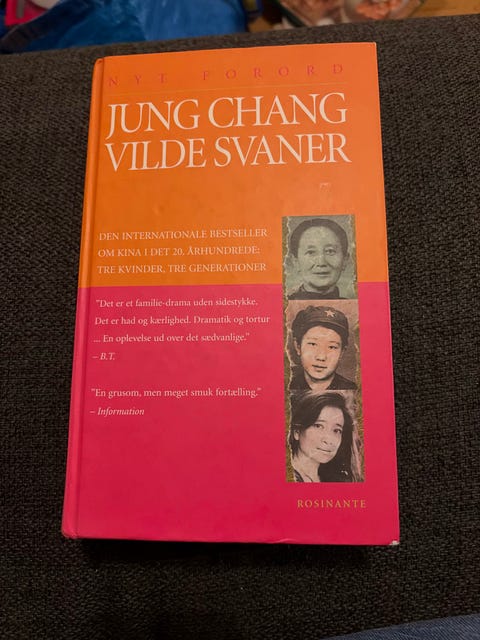 NYT FORORD
JUNG CHANG
VILDE SVANER
DEN INTERNATIONALE BESTSELLER
OM KINA I DET 20. ÅRHUNDREDE:
TRE KVINDER, TRE GENERATIONER
"Det er et familie-drama uden sidestykke.
Det er had og kærlighed. Dramatik og tortur
... En oplevelse ud over det sædvanlige."
– B.T.
"En grusom, men meget smuk fortælling."
– Information
ROSINANTE